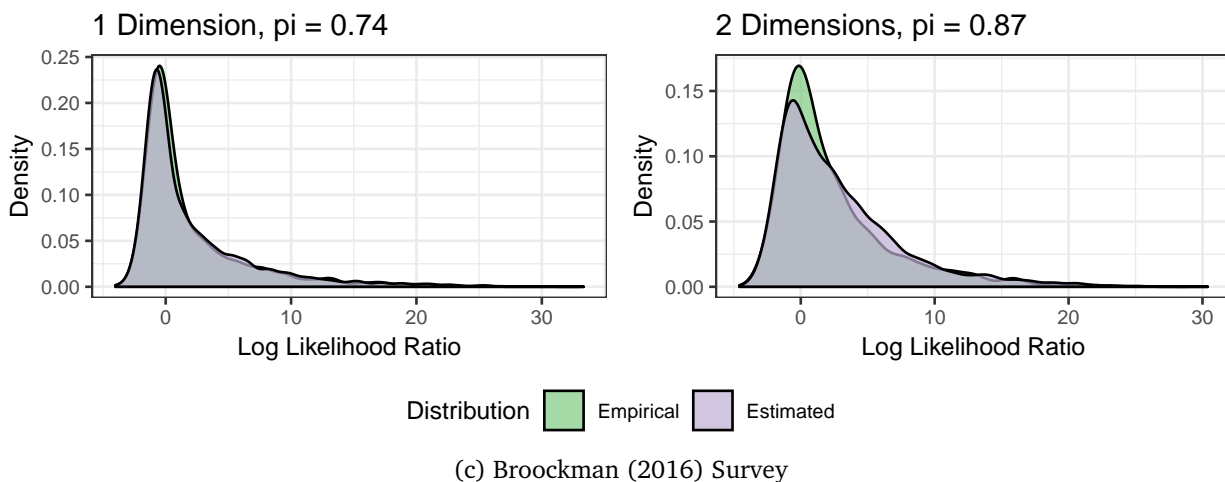 1 Dimension, pi = 0.74
Density
0.25
0.20
0.15
0.10
0.05
0.00
0
10
20
30
Log Likelihood Ratio
2 Dimensions, pi = 0.87
Density
0.15
0.10
0.05
0.00
0
10
20
30
Log Likelihood Ratio
Distribution Empirical Estimated
(c) Broockman (2016) Survey